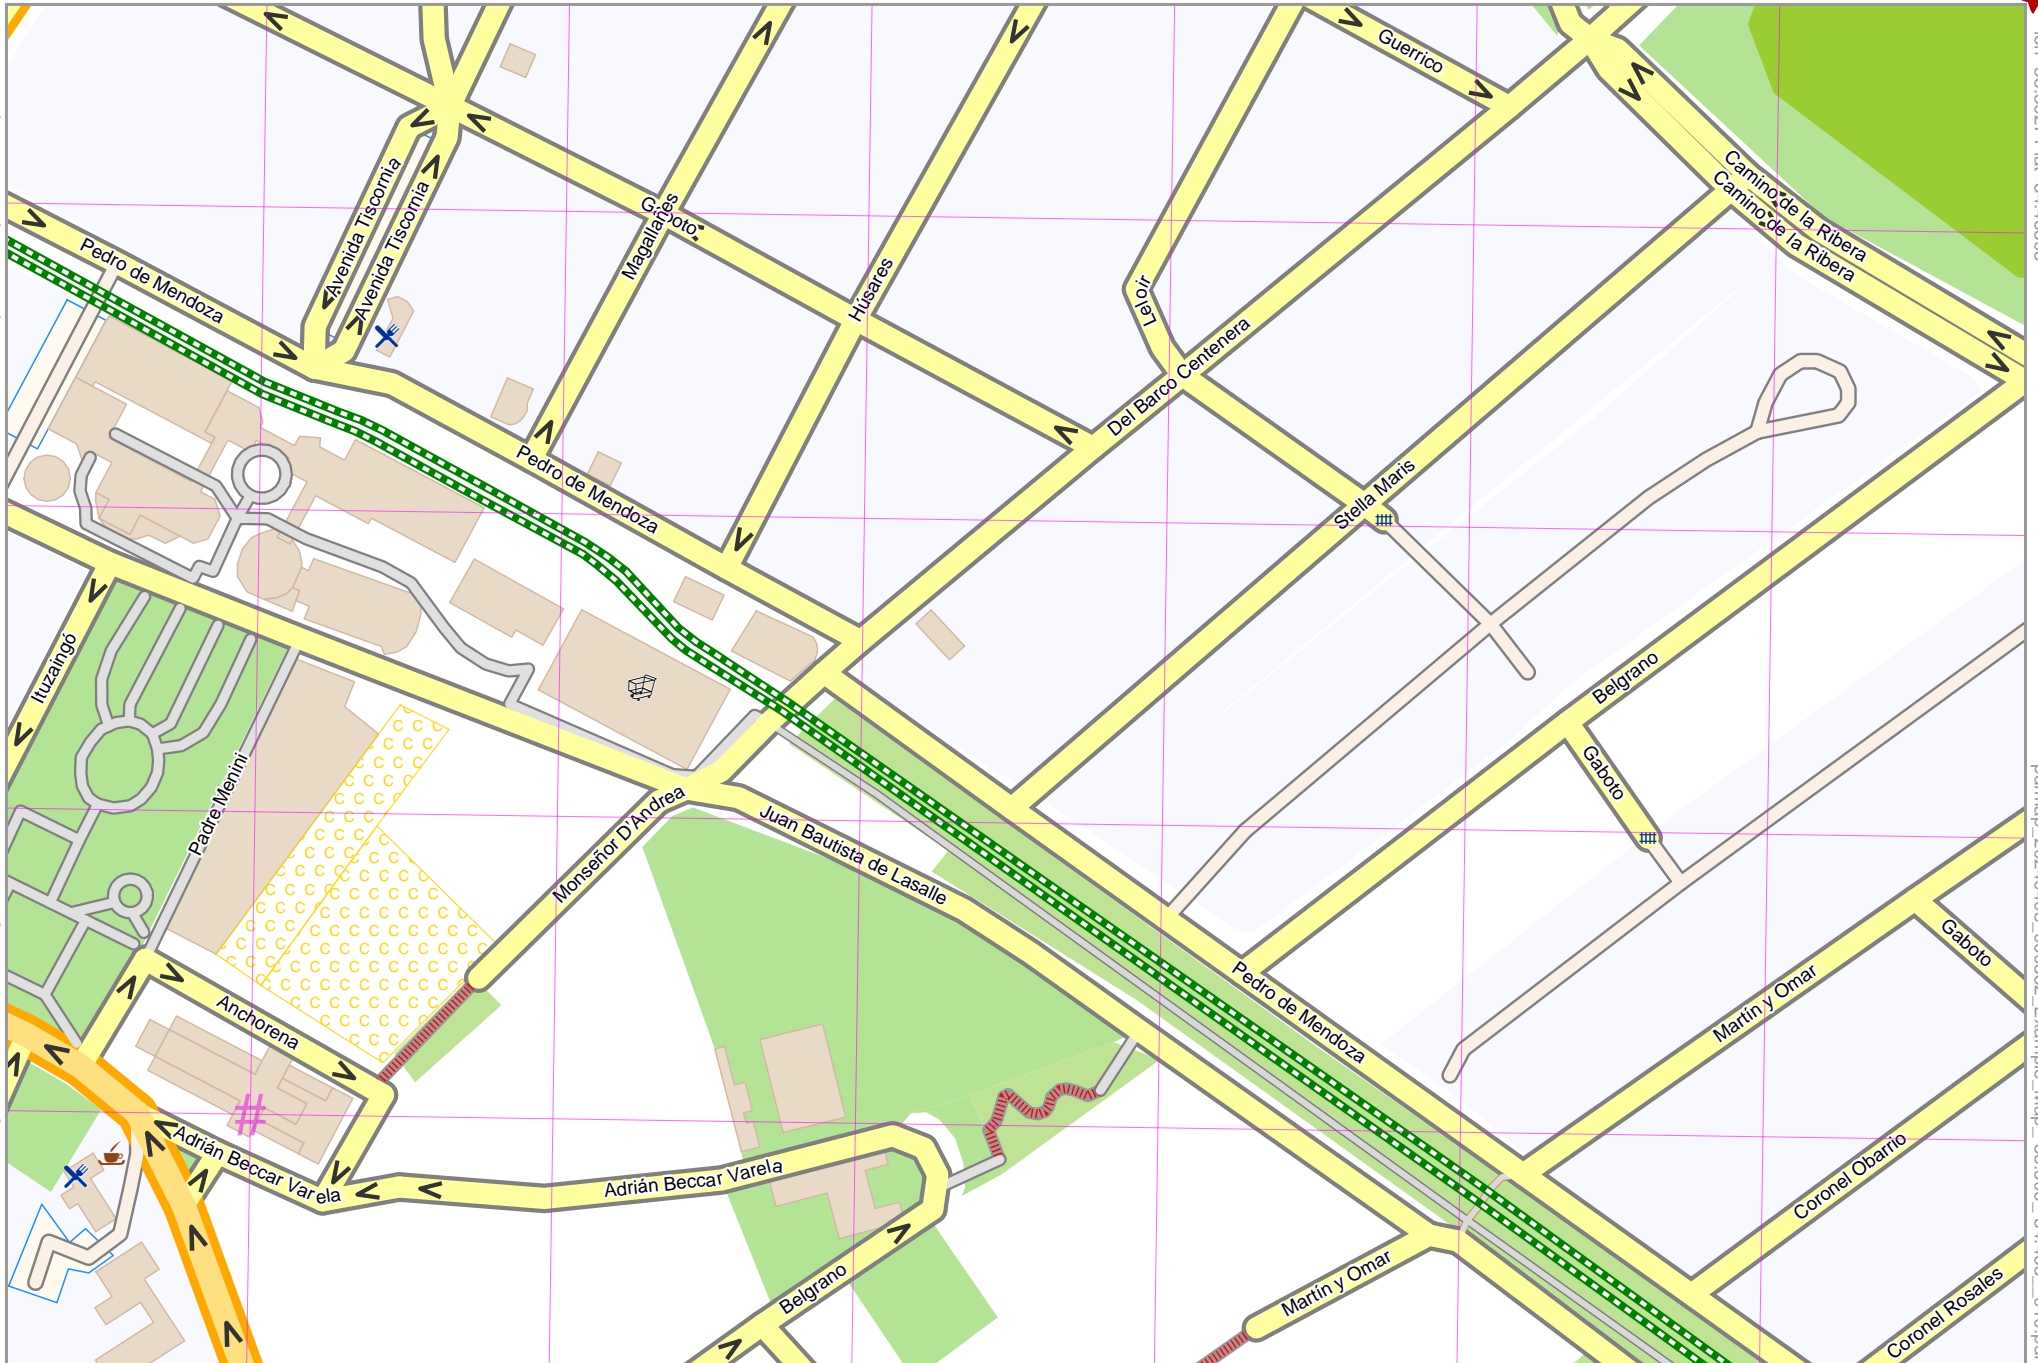 Guerrico
Camino de la Ribera
Camino de la Ribera
Avenida Tiscornia
Avenida Tiscornia
Magallanes
Gaboto
Pedro de Mendoza
Húsares
Leloir
Del Barco Centenera
Stella Maris
Pedro de Mendoza
Ituzaingó
Belgrano
Gaboto
Padre Menini
Monseñor D'Andrea
Juan Bautista de Lasalle
Gaboto
Pedro de Mendoza
Martín y Omar
Anchorena
Adrián Beccar Varela
Adrián Beccar Varela
Coronel Obarrio
Belgrano
Martín y Omar
Coronel Rosales